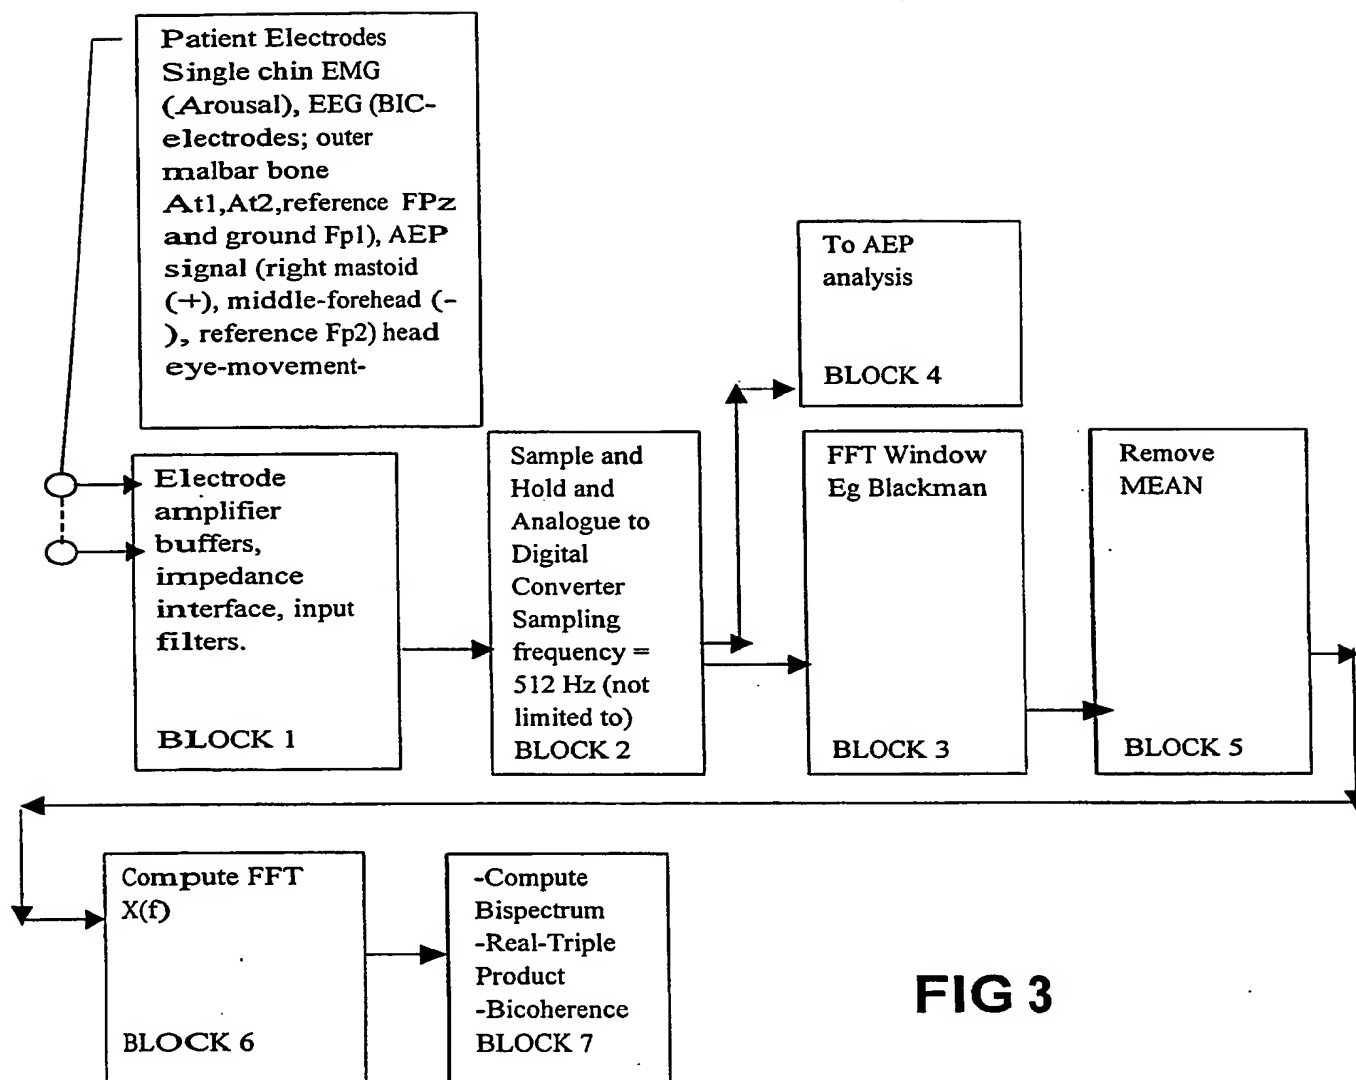 Patient Electrodes
Single chin EMG
(Arousal), EEG (BIC-
electrodes; outer
malbar bone
At1,At2,reference FPz
and ground Fp1), AEP
signal (right mastoid
(+), middle-forehead (-
), reference Fp2) head
eye-movement-
To AEP
analysis
BLOCK 4
Electrode
amplifier
buffers,
impedance
interface, input
filters.
BLOCK 1
Sample and
Hold and
Analogue to
Digital
Converter
Sampling
frequency =
512 Hz (not
limited to)
BLOCK 2
FFT Window
Eg Blackman
BLOCK 3
Remove
MEAN
BLOCK 5
Compute FFT
X(f)
BLOCK 6
-Compute
Bispectrum
-Real-Triple
Product
-Bicoherence
BLOCK 7
FIG 3